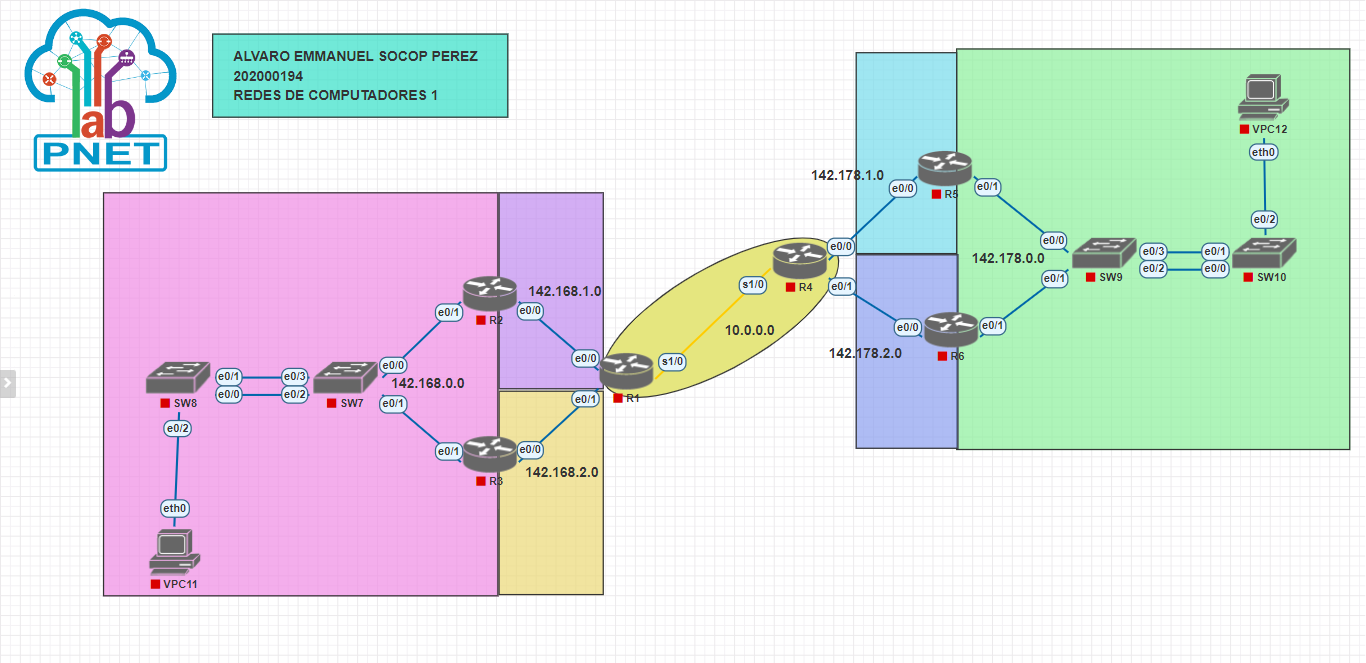 lab
PNET
ALVARO EMMANUEL SOCOP PEREZ
202000194
REDES DE COMPUTADORES 1
VPC12
eth0
e0/2
142.178.1.0
R5
e0/0
e0/1
142.178.0.0
e0/0
e0/1
SW9
e0/3
e0/2
e0/1
e0/0
SW10
e0/0
e0/1
R4
s1/0
10.0.0.0
s1/0
R1
142.178.2.0
e0/0
e0/1
R6
142.168.1.0
R2
e0/1
e0/0
e0/0
e0/1
142.168.0.0
e0/0
e0/1
SW8
e0/1
e0/0
e0/3
e0/2
SW7
e0/2
e0/1
e0/0
R3
142.168.2.0
eth0
VPC11